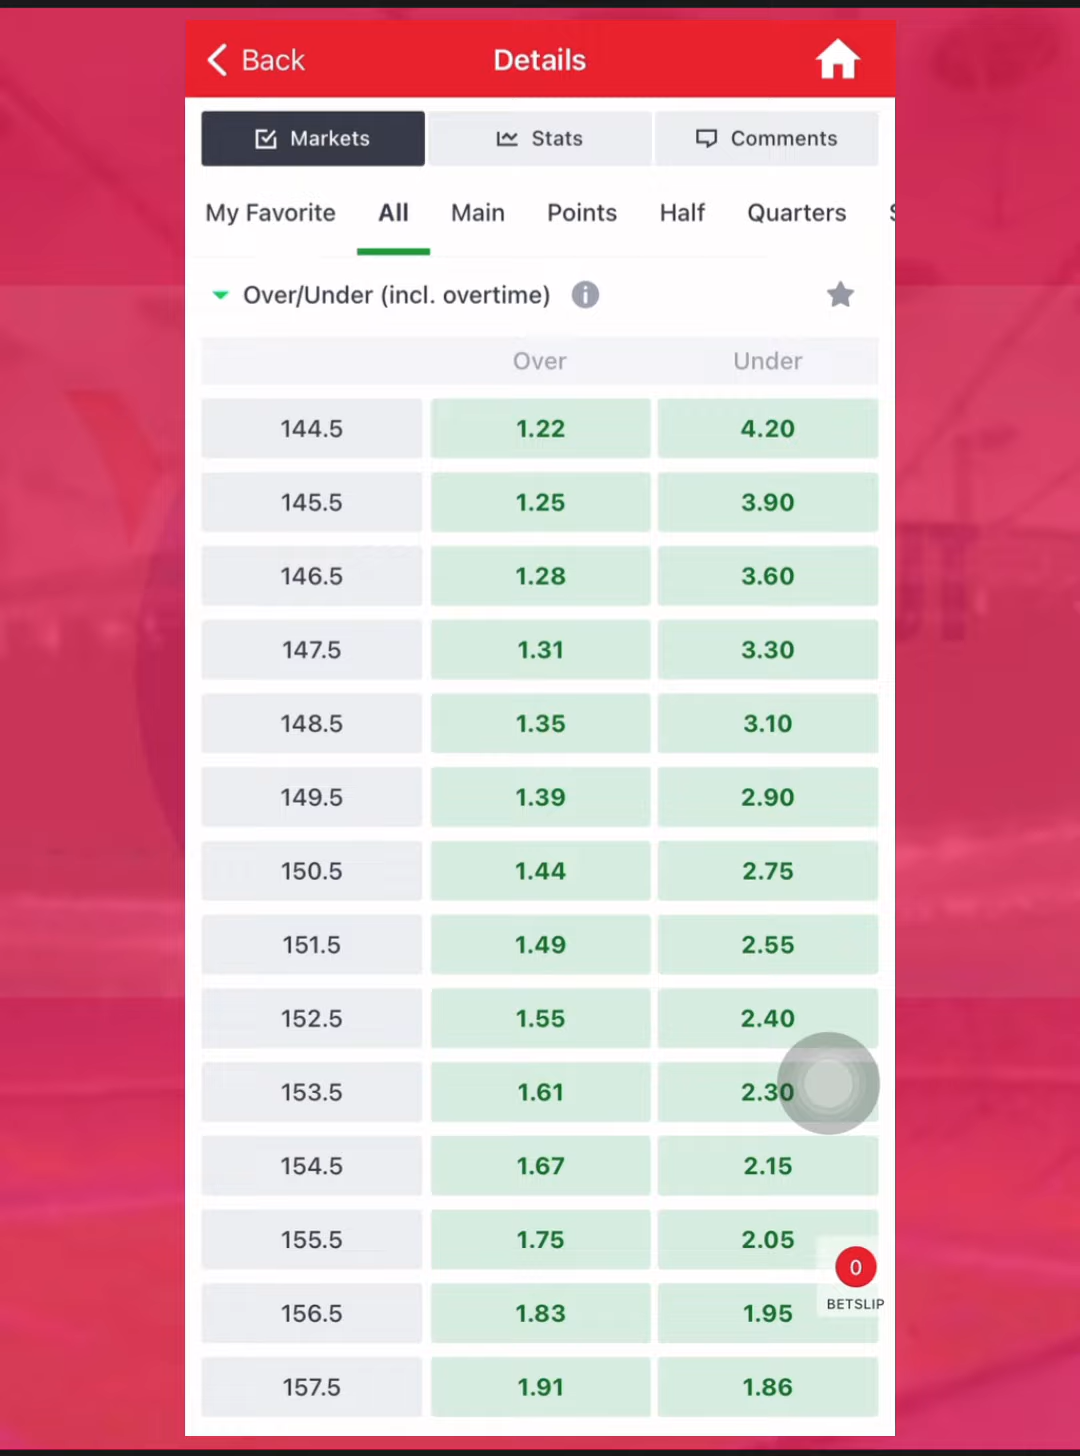 Back Details
Markets Stats Comments
My Favorite All Main Points Half Quarters
Over/Under (incl. overtime)
Over Under
144.5 1.22 4.20
145.5 1.25 3.90
146.5 1.28 3.60
147.5 1.31 3.30
148.5 1.35 3.10
149.5 1.39 2.90
150.5 1.44 2.75
151.5 1.49 2.55
152.5 1.55 2.40
153.5 1.61 2.30
154.5 1.67 2.15
155.5 1.75 2.05
0
BETSLIP
156.5 1.83 1.95
157.5 1.91 1.86